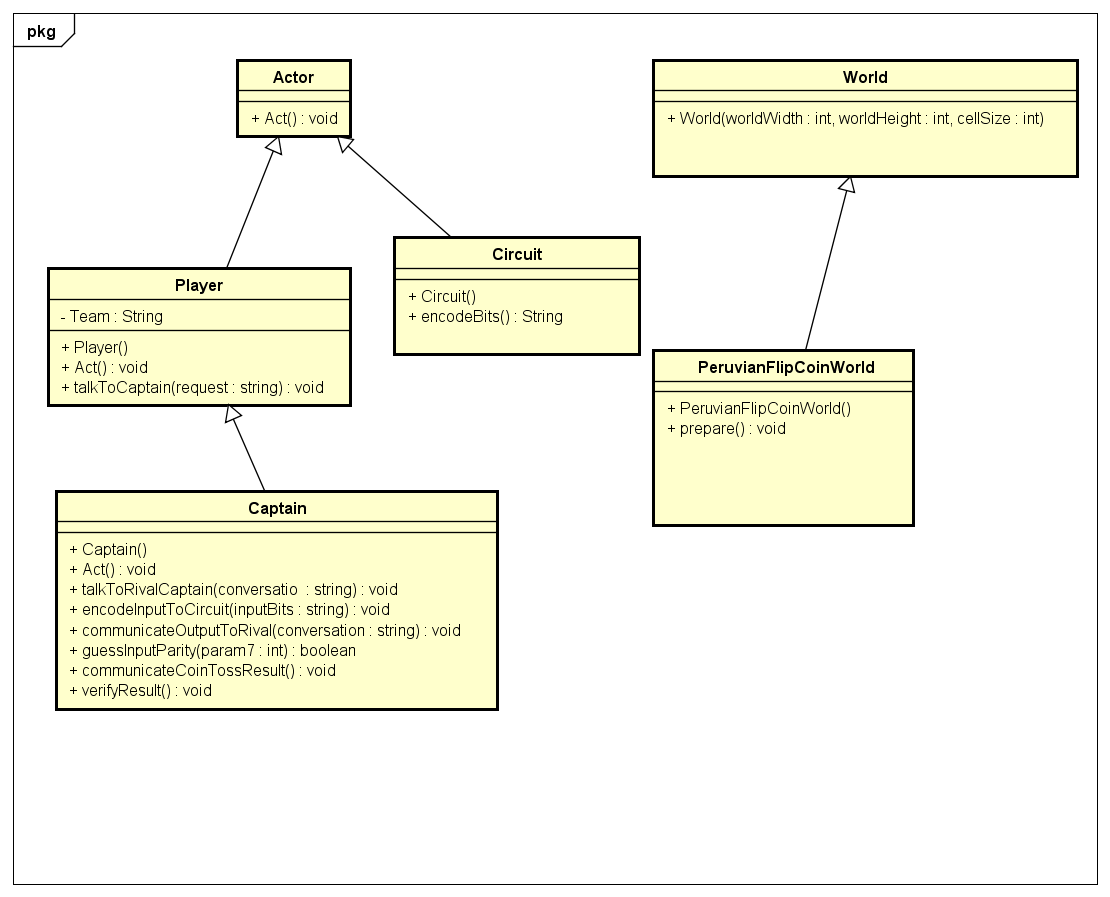 pkg
Actor
+ Act() : void
World
+ World(worldWidth : int, worldHeight : int, cellSize : int)
Player
- Team : String
+ Player()
+ Act() : void
+ talkToCaptain(request : string) : void
Circuit
+ Circuit()
+ encodeBits() : String
PeruvianFlipCoinWorld
+ PeruvianFlipCoinWorld()
+ prepare() : void
Captain
+ Captain()
+ Act() : void
+ talkToRivalCaptain(conversatio : string) : void
+ encodeInputToCircuit(inputBits : string) : void
+ communicateOutputToRival(conversation : string) : void
+ guessInputParity(param7 : int) : boolean
+ communicateCoinTossResult() : void
+ verifyResult() : void